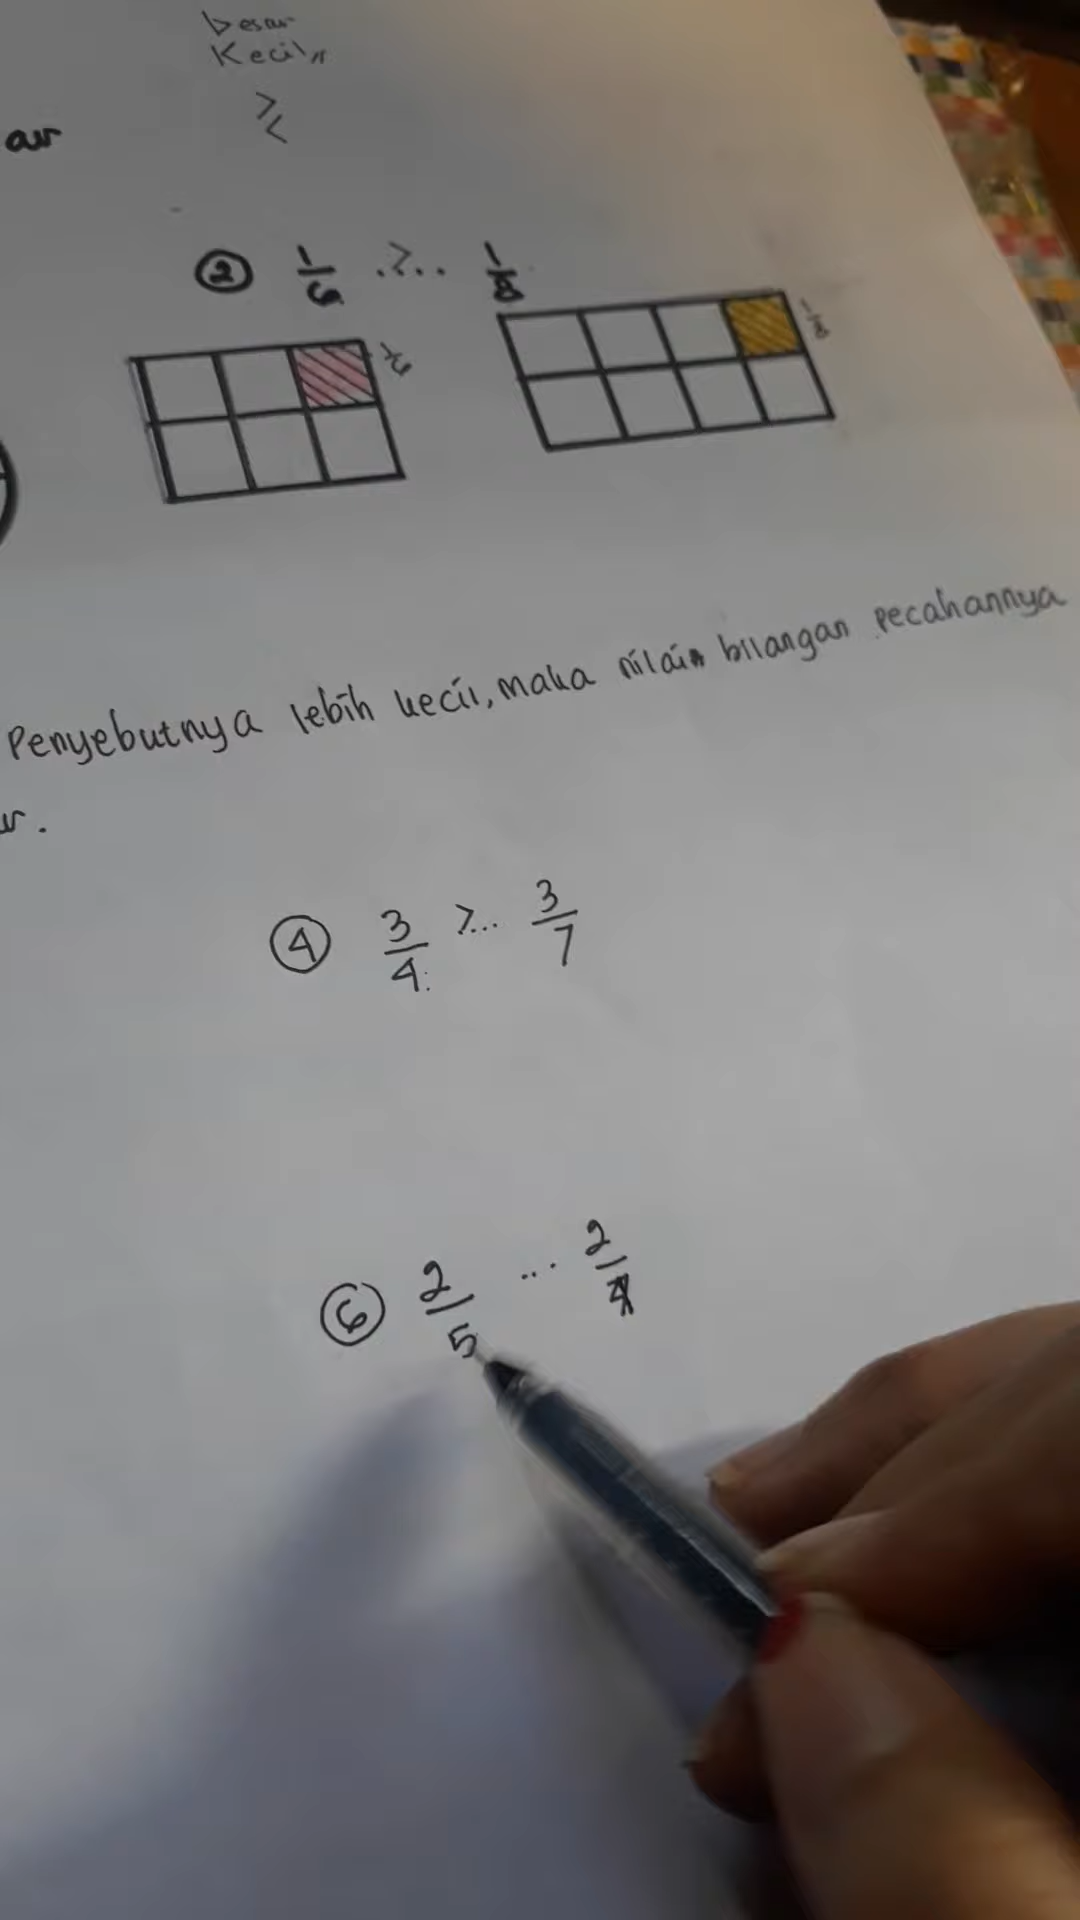 besar
Kecil,,
>
<
ar
② 1/6 .>... 1/8
1/6
1/8
Penyebutnya lebih kecil, maka nilai bilangan pecahannya
ar.
④ 3/4 >... 3/7
⑥ 2/5 ... 2/